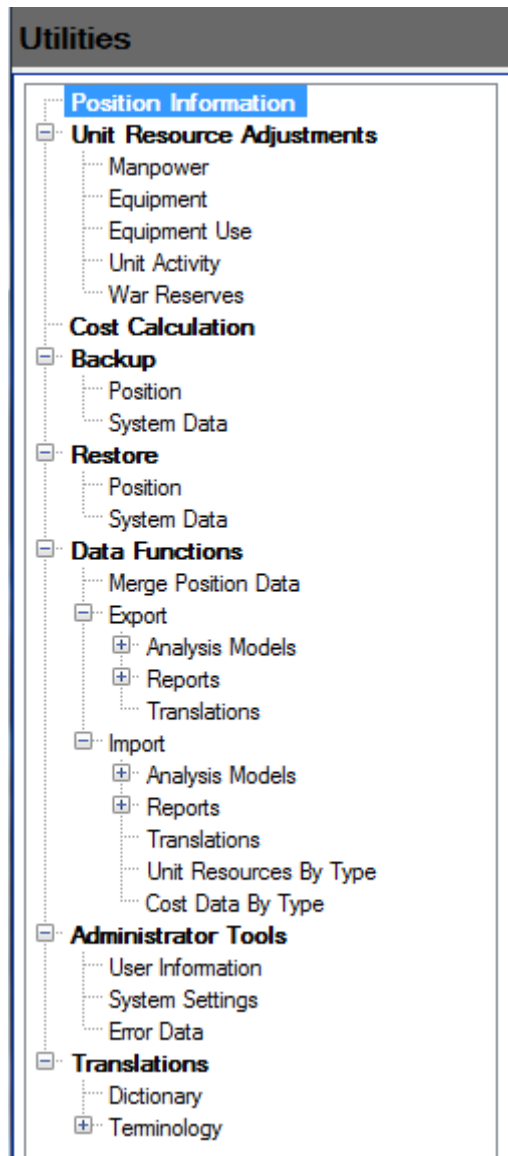 Utilities
Position Information
Unit Resource Adjustments
Manpower
Equipment
Equipment Use
Unit Activity
War Reserves
Cost Calculation
Backup
Position
System Data
Restore
Position
System Data
Data Functions
Merge Position Data
Export
Analysis Models
Reports
Translations
Import
Analysis Models
Reports
Translations
Unit Resources By Type
Cost Data By Type
Administrator Tools
User Information
System Settings
Error Data
Translations
Dictionary
Terminology